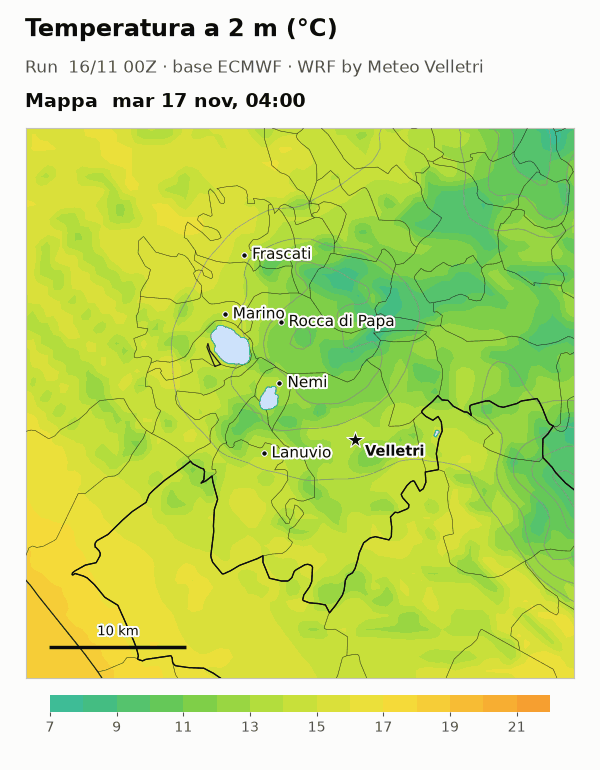 Temperatura a 2 m (°C)
Run  16/11 00Z · base ECMWF · WRF by Meteo Velletri
Mappa  mar 17 nov, 04:00
Frascati
Marino
Rocca di Papa
Nemi
Velletri
Lanuvio
10 km
7 9 11 13 15 17 19 21